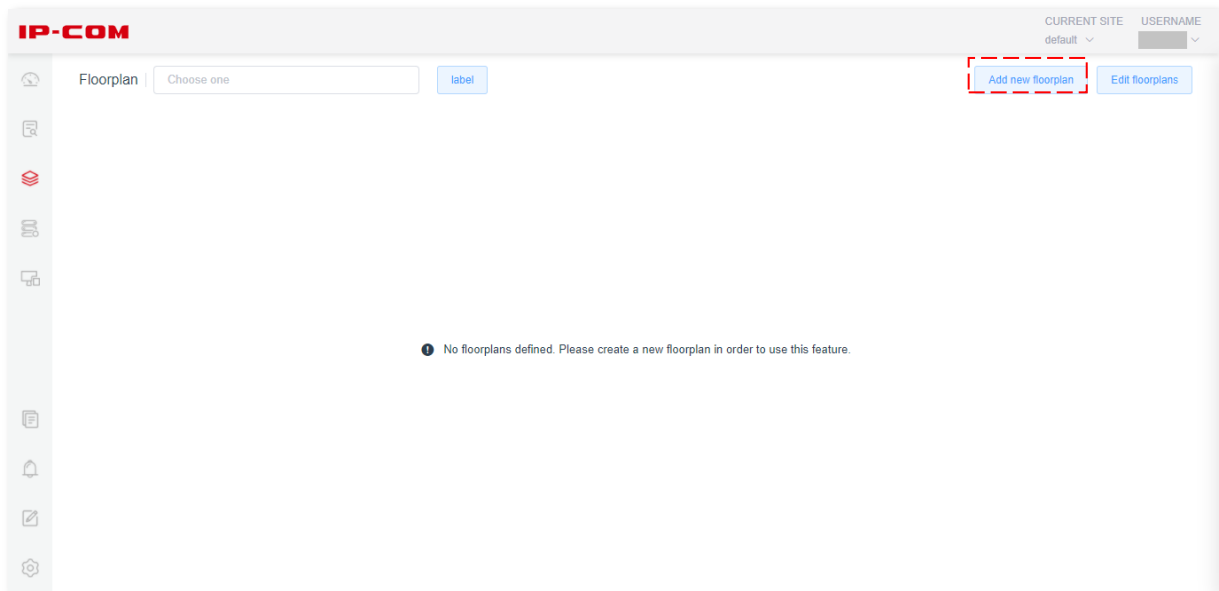 IP-COM
CURRENT SITE USERNAME
default
Floorplan Choose one label Add new floorplan Edit floorplans
No floorplans defined. Please create a new floorplan in order to use this feature.